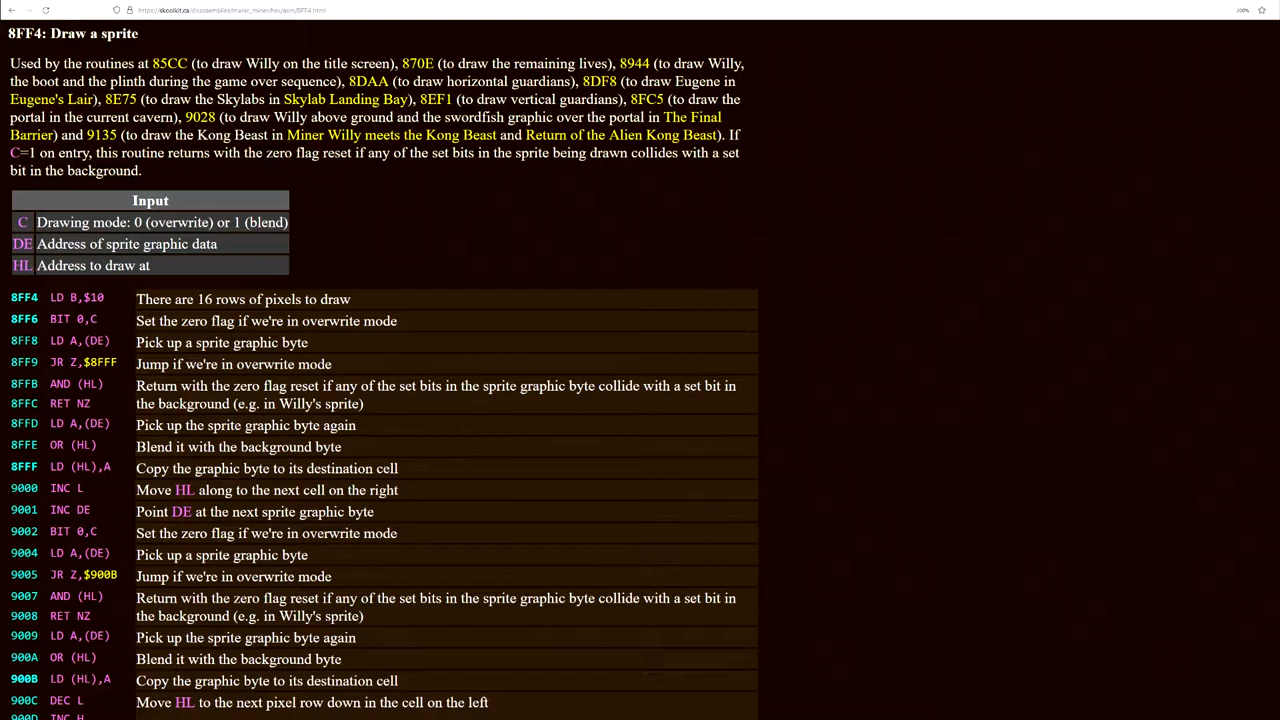 https://skoolkit.ca/disassemblies/manic_miner/hex/asm/8FF4.html
200%
8FF4: Draw a sprite
Used by the routines at 85CC (to draw Willy on the title screen), 870E (to draw the remaining lives), 8944 (to draw Willy,
the boot and the plinth during the game over sequence), 8DAA (to draw horizontal guardians), 8DF8 (to draw Eugene in
Eugene's Lair), 8E75 (to draw the Skylabs in Skylab Landing Bay), 8EF1 (to draw vertical guardians), 8FC5 (to draw the
portal in the current cavern), 9028 (to draw Willy above ground and the swordfish graphic over the portal in The Final
Barrier) and 9135 (to draw the Kong Beast in Miner Willy meets the Kong Beast and Return of the Alien Kong Beast). If
C=1 on entry, this routine returns with the zero flag reset if any of the set bits in the sprite being drawn collides with a set
bit in the background.
Input
C Drawing mode: 0 (overwrite) or 1 (blend)
DE Address of sprite graphic data
HL Address to draw at
8FF4 LD B,$10 There are 16 rows of pixels to draw
8FF6 BIT 0,C Set the zero flag if we're in overwrite mode
8FF8 LD A,(DE) Pick up a sprite graphic byte
8FF9 JR Z,$8FFF Jump if we're in overwrite mode
8FFB AND (HL) Return with the zero flag reset if any of the set bits in the sprite graphic byte collide with a set bit in
8FFC RET NZ the background (e.g. in Willy's sprite)
8FFD LD A,(DE) Pick up the sprite graphic byte again
8FFE OR (HL) Blend it with the background byte
8FFF LD (HL),A Copy the graphic byte to its destination cell
9000 INC L Move HL along to the next cell on the right
9001 INC DE Point DE at the next sprite graphic byte
9002 BIT 0,C Set the zero flag if we're in overwrite mode
9004 LD A,(DE) Pick up a sprite graphic byte
9005 JR Z,$900B Jump if we're in overwrite mode
9007 AND (HL) Return with the zero flag reset if any of the set bits in the sprite graphic byte collide with a set bit in
9008 RET NZ the background (e.g. in Willy's sprite)
9009 LD A,(DE) Pick up the sprite graphic byte again
900A OR (HL) Blend it with the background byte
900B LD (HL),A Copy the graphic byte to its destination cell
900C DEC L Move HL to the next pixel row down in the cell on the left
900D INC H